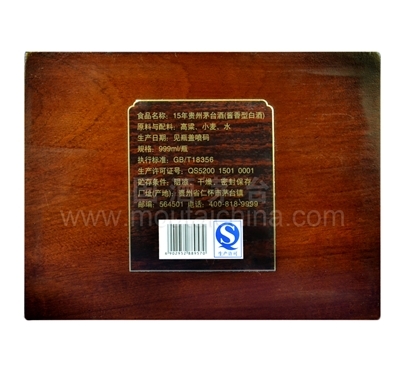 食品名称：15年贵州茅台酒(酱香型白酒)
原料与配料：高粱、小麦、水
生产日期：见瓶盖喷码
规格：999ml/瓶
执行标准：GB/T18356
生产许可证号：QS5200 1501 0001
贮存条件：阴凉、干燥、密封保存
厂址(产地)：贵州省仁怀市茅台镇
邮编：564501 电话：400-818-9999
www.moutaichina.com
生产许可